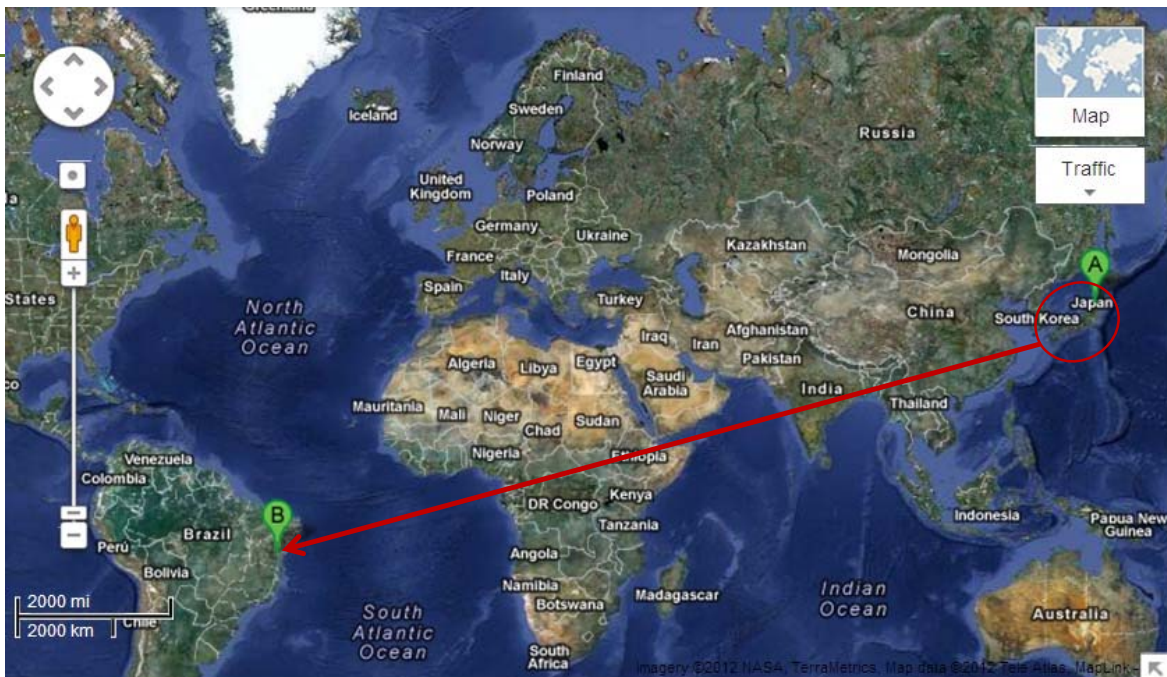 Greenland
Finland
Iceland
Sweden
Norway
Russia
Map
Traffic
United
Kingdom
Poland
Germany
Ukraine
France
Kazakhstan
Mongolia
A
Italy
Spain
States
North
Atlantic
Ocean
Turkey
Japan
China
South Korea
Iraq
Iran
Afghanistan
Pakistan
Algeria
Libya
Egypt
Saudi
Arabia
India
Thailand
Mauritania
Mali
Niger
Chad
Sudan
Nigeria
Ethiopia
Venezuela
Colombia
B
DR Congo
Kenya
Tanzania
Indonesia
Papua New
Guinea
Brazil
Perú
Bolivia
Angola
Namibia
Botswana
Madagascar
Indian
Ocean
Australia
2000 mi
2000 km
Chile
South
Atlantic
Ocean
South
Africa
Imagery ©2012 NASA, TerraMetrics, Map data ©2012 Tele Atlas, MapLink -